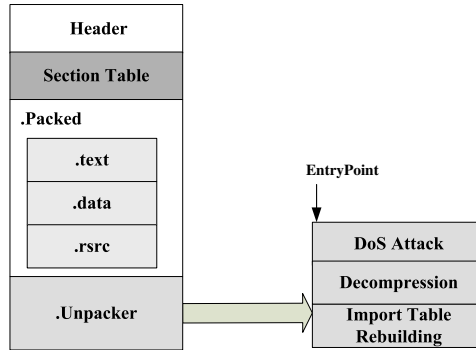 Header
Section Table
.Packed
.text
.data
.rsrc
.Unpacker
EntryPoint
DoS Attack
Decompression
Import Table
Rebuilding